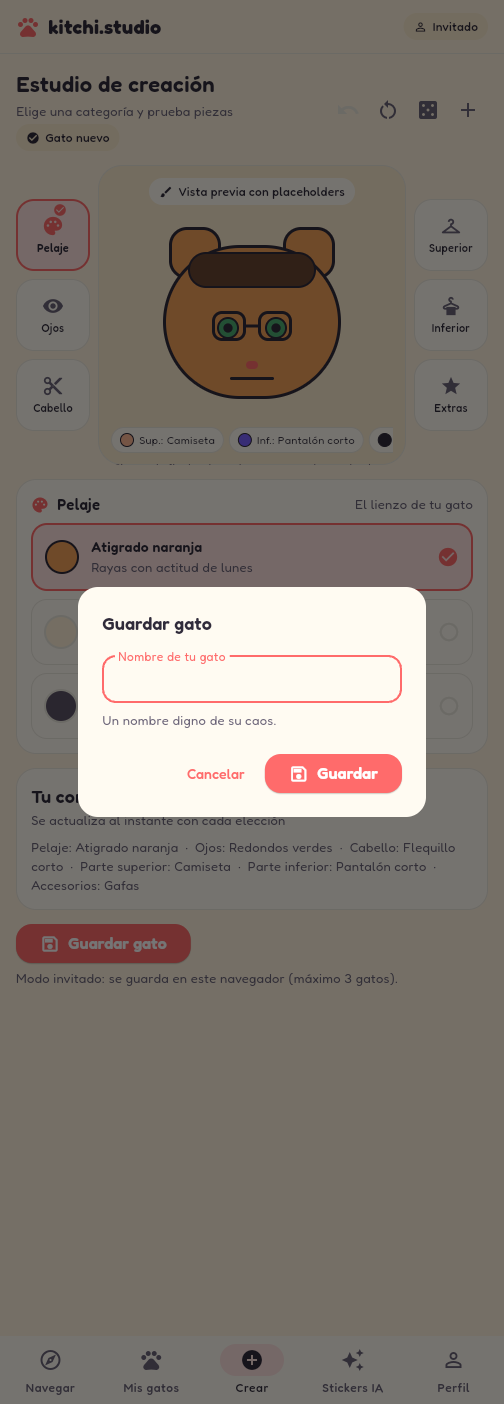 kitchi.studio
Invitado
Estudio de creación
Elige una categoría y prueba piezas
Gato nuevo
Vista previa con placeholders
Pelaje
Ojos
Cabello
Superior
Inferior
Extras
Sup.: Camiseta
Inf.: Pantalón corto
Pelaje
El lienzo de tu gato
Atigrado naranja
Rayas con actitud de lunes
Guardar gato
Nombre de tu gato
Un nombre digno de su caos.
Cancelar
Guardar
Tu
Se actualiza al instante con cada elección
Pelaje: Atigrado naranja · Ojos: Redondos verdes · Cabello: Flequillo
corto · Parte superior: Camiseta · Parte inferior: Pantalón corto ·
Accesorios: Gafas
Guardar gato
Modo invitado: se guarda en este navegador (máximo 3 gatos).
Navegar
Mis gatos
Crear
Stickers IA
Perfil